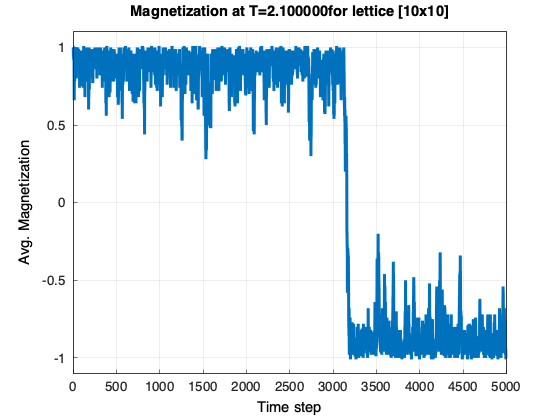 Magnetization at T=2.100000for lattice [10x10]
1
0.5
0
-0.5
-1
Avg. Magnetization
0 500 1000 1500 2000 2500 3000 3500 4000 4500 5000
Time step